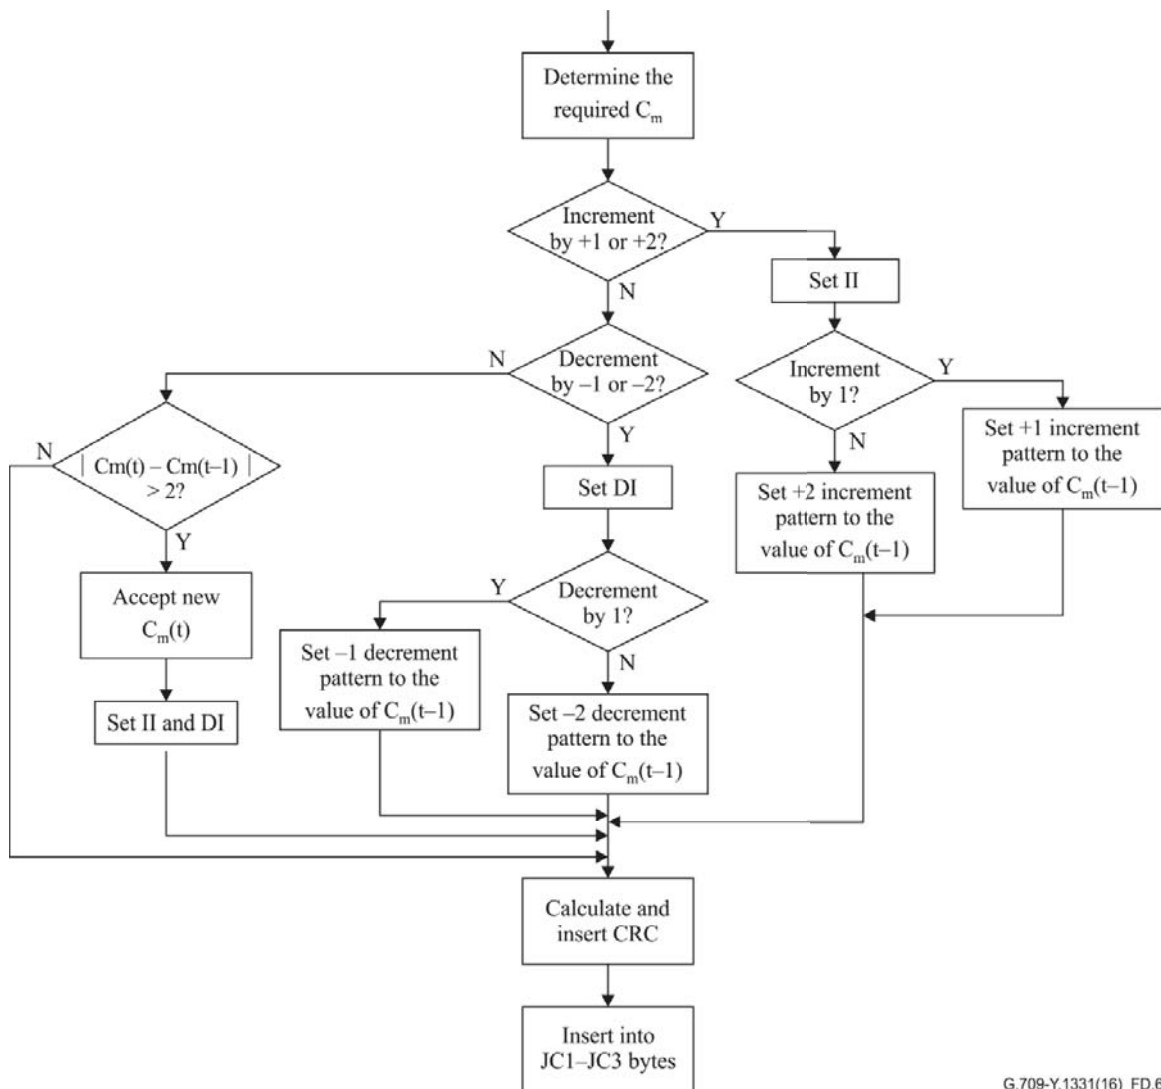 Determine the
required Cm
Increment
by +1 or +2?
Y
N
Set II
Decrement
by –1 or –2?
N
Y
Increment
by 1?
Y
N
| Cm(t) – Cm(t–1) |
> 2?
N
Y
Set DI
Set +1 increment
pattern to the
value of Cm(t–1)
Set +2 increment
pattern to the
value of Cm(t–1)
Accept new
Cm(t)
Decrement
by 1?
Y
N
Set –1 decrement
pattern to the
value of Cm(t–1)
Set II and DI
Set –2 decrement
pattern to the
value of Cm(t–1)
Calculate and
insert CRC
Insert into
JC1–JC3 bytes
G.709-Y.1331(16)_FD.6